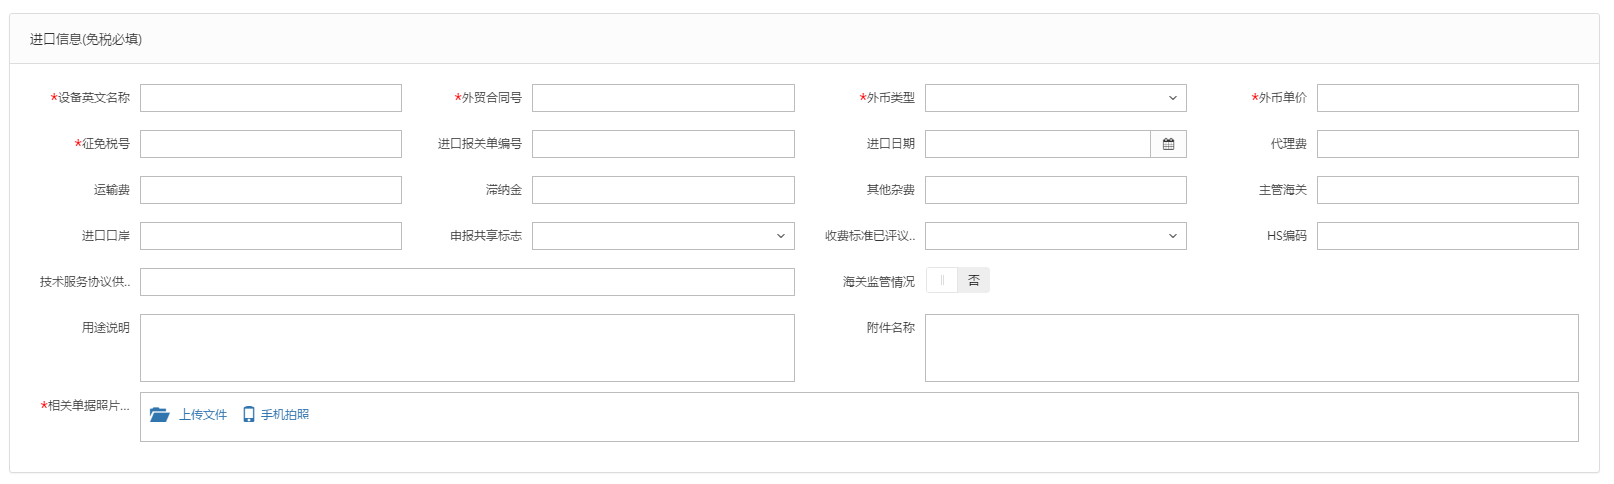 进口信息(免税必填)
*设备英文名称 *外贸合同号 *外币类型 *外币单价
*征免税号 进口报关单编号 进口日期 代理费
运输费 滞纳金 其他杂费 主管海关
进口口岸 申报共享标志 收费标准已评议.. HS编码
技术服务协议供.. 海关监管情况 否
用途说明 附件名称
*相关单据照片... 上传文件 手机拍照